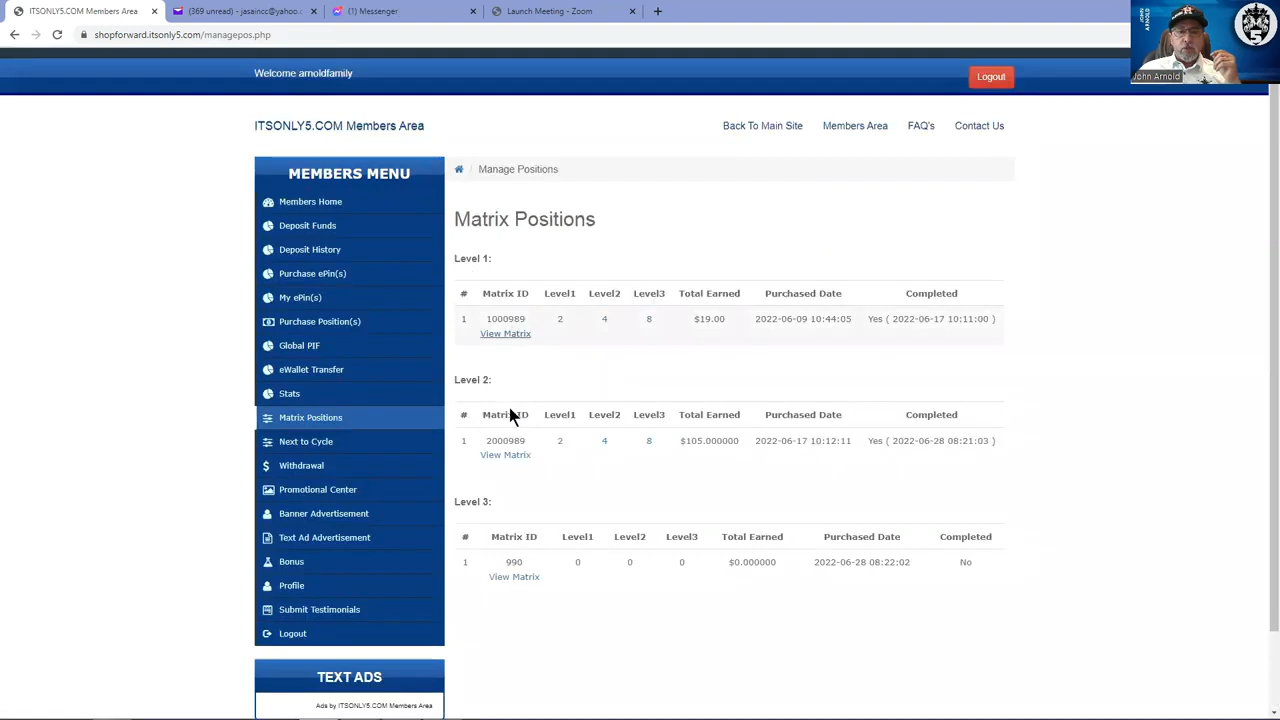 ITSONLY5.COM Members Area
(369 unread) - jasaincc@yahoo.c
(1) Messenger
Launch Meeting - Zoom
shopforward.itsonly5.com/managepos.php
JOHN ARNOLD
5
John Arnold
Welcome arnoldfamily
Logout
ITSONLY5.COM Members Area
Back To Main Site Members Area FAQ's Contact Us
MEMBERS MENU
Members Home
Deposit Funds
Deposit History
Purchase ePin(s)
My ePin(s)
Purchase Position(s)
Global PIF
eWallet Transfer
Stats
Matrix Positions
Next to Cycle
Withdrawal
Promotional Center
Banner Advertisement
Text Ad Advertisement
Bonus
Profile
Submit Testimonials
Logout
TEXT ADS
Ads by ITSONLY5.COM Members Area
/ Manage Positions
Matrix Positions
Level 1:
# Matrix ID Level1 Level2 Level3 Total Earned Purchased Date Completed
1 1000989 2 4 8 $19.00 2022-06-09 10:44:05 Yes ( 2022-06-17 10:11:00 )
View Matrix
Level 2:
# Matrix ID Level1 Level2 Level3 Total Earned Purchased Date Completed
1 2000989 2 4 8 $105.000000 2022-06-17 10:12:11 Yes ( 2022-06-28 08:21:03 )
View Matrix
Level 3:
# Matrix ID Level1 Level2 Level3 Total Earned Purchased Date Completed
1 990 0 0 0 $0.000000 2022-06-28 08:22:02 No
View Matrix